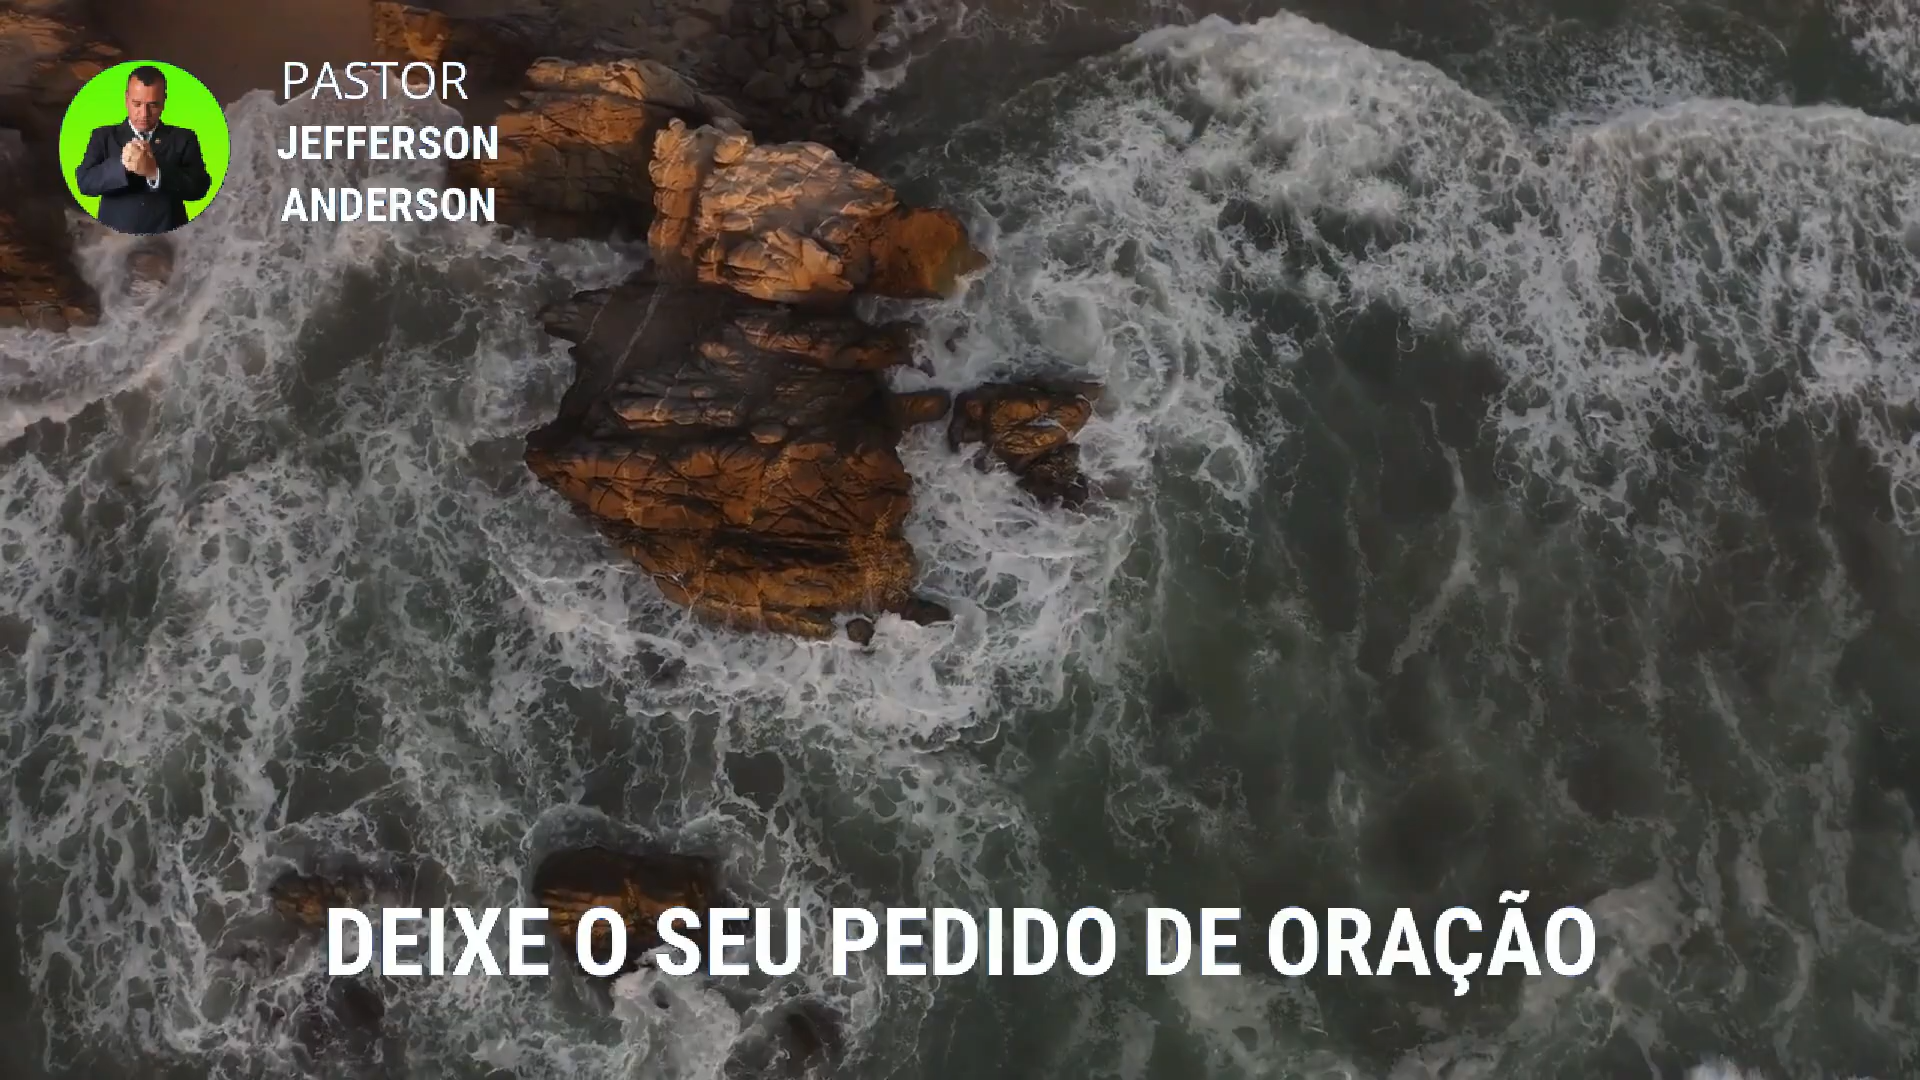 PASTOR
JEFFERSON
ANDERSON
DEIXE O SEU PEDIDO DE ORAÇÃO